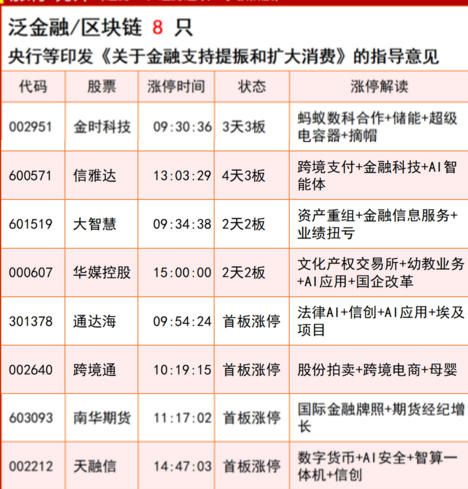 泛金融/区块链 8 只
央行等印发《关于金融支持提振和扩大消费》的指导意见
代码 股票 涨停时间 状态 涨停解读
002951 金时科技 09:30:36 3天3板 蚂蚁数科合作+储能+超级电容器+摘帽
600571 信雅达 13:03:29 4天3板 跨境支付+金融科技+AI智能体
601519 大智慧 09:34:38 2天2板 资产重组+金融信息服务+业绩扭亏
000607 华媒控股 15:00:00 2天2板 文化产权交易所+幼教业务+AI应用+国企改革
301378 通达海 09:54:24 首板涨停 法律AI+信创+AI应用+埃及项目
002640 跨境通 10:19:15 首板涨停 股份拍卖+跨境电商+母婴
603093 南华期货 11:17:02 首板涨停 国际金融牌照+期货经纪增长
002212 天融信 14:47:03 首板涨停 数字货币+AI安全+智算一体机+信创